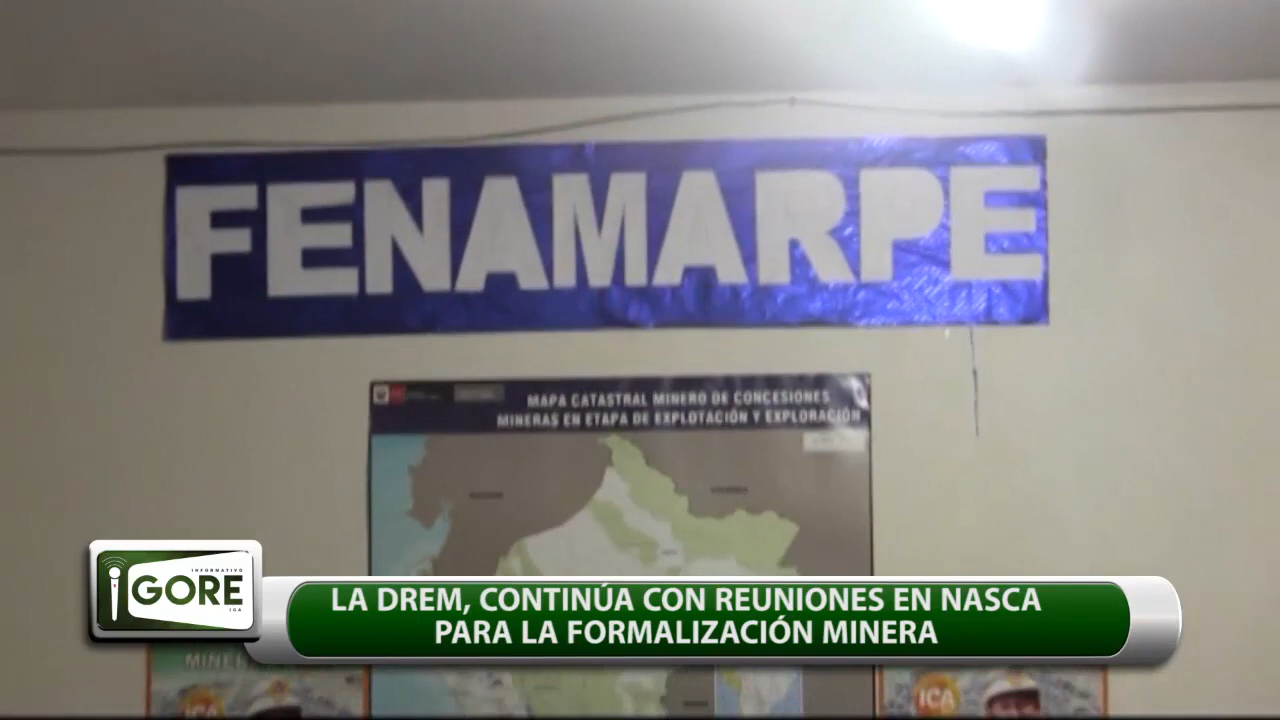 FENAMARPE
MAPA CATASTRAL MINERO DE CONCESIONES
MINERAS EN ETAPA DE EXPLOTACIÓN Y EXPLORACIÓN
INFORMATIVO
iGORE
ICA
LA DREM, CONTINÚA CON REUNIONES EN NASCA
PARA LA FORMALIZACIÓN MINERA
ICA
ICA